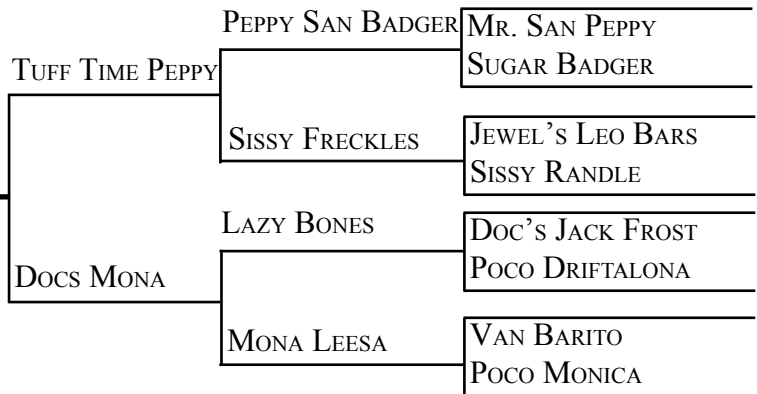 Peppy San Badger
Mr. San Peppy
Tuff Time Peppy
Sugar Badger
Sissy Freckles
Jewel's Leo Bars
Sissy Randle
Lazy Bones
Doc's Jack Frost
Docs Mona
Poco Driftalona
Mona Leesa
Van Barito
Poco Monica